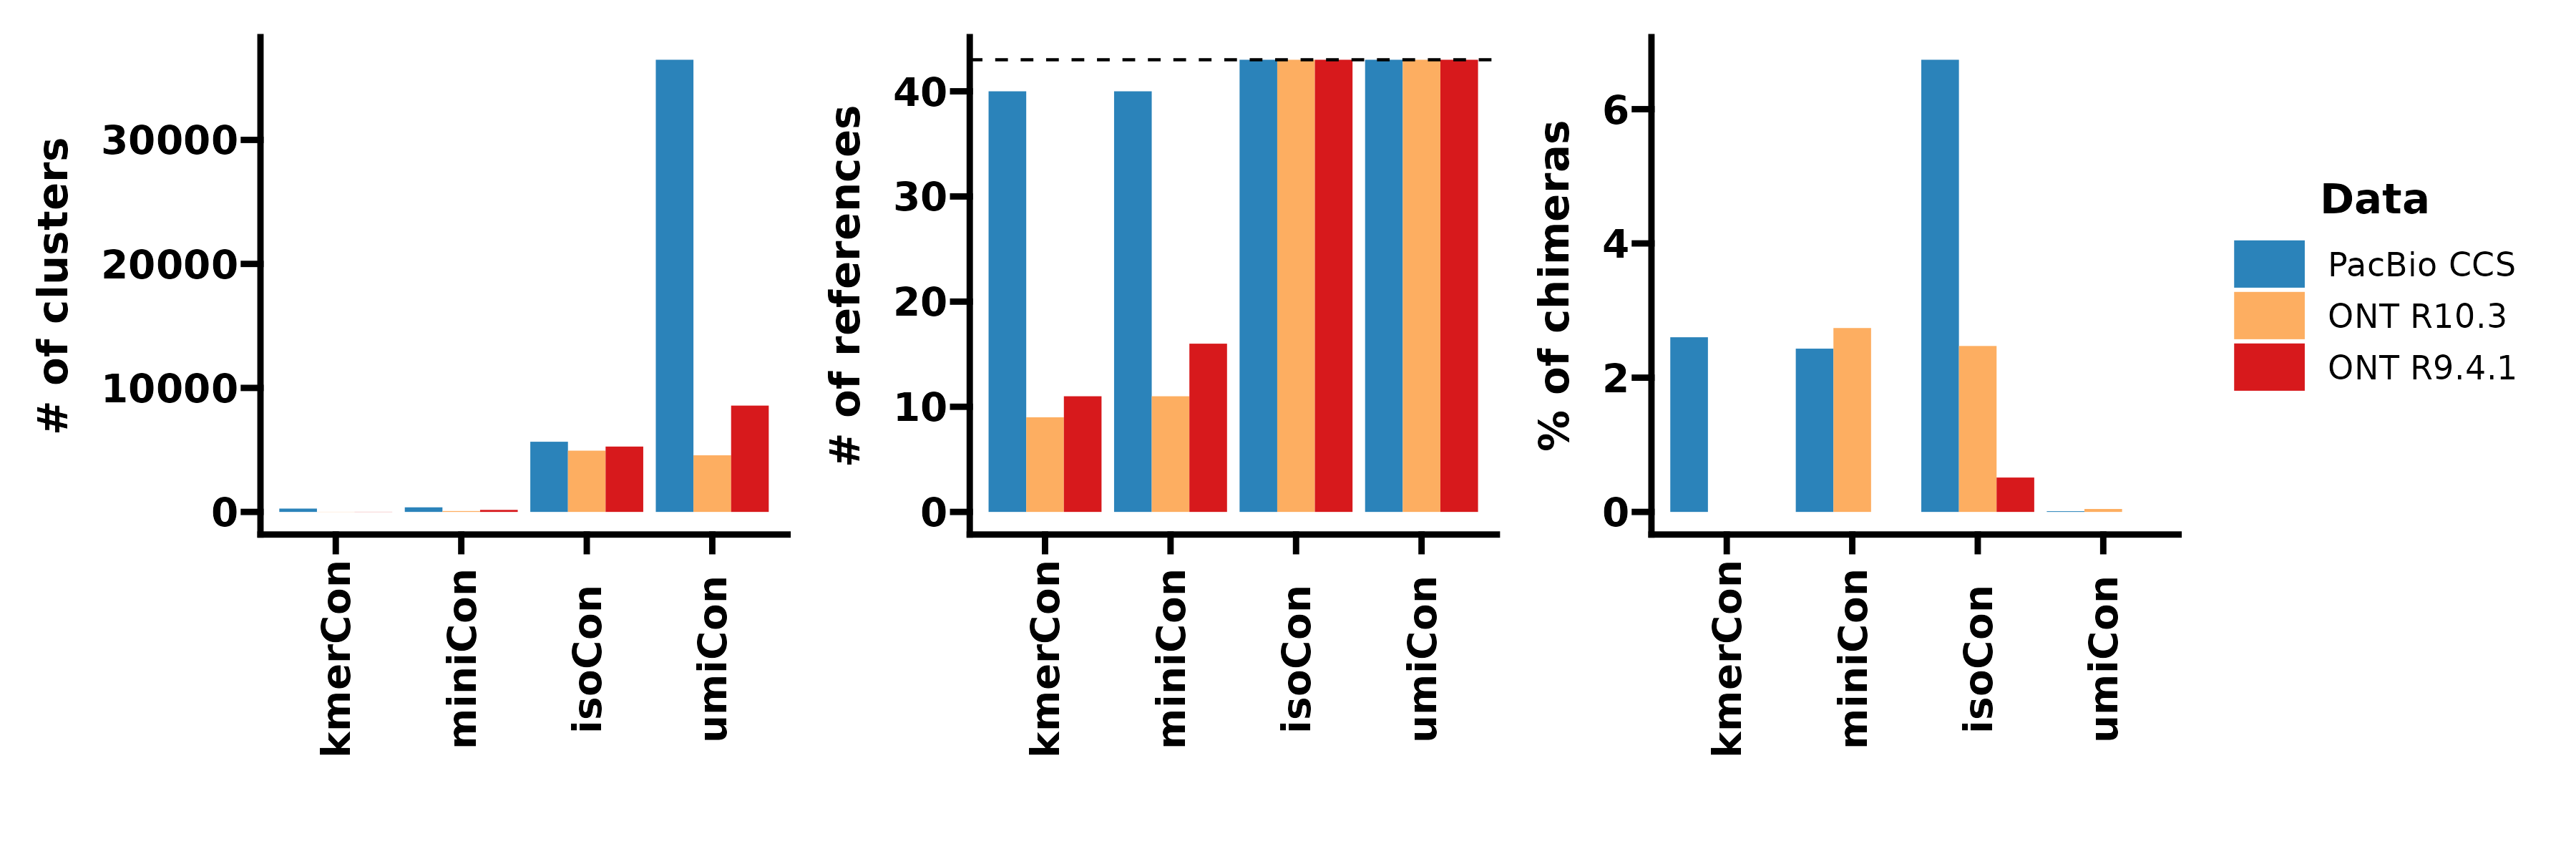 # of clusters
30000
20000
10000
0
kmerCon
miniCon
isoCon
umiCon
# of references
40
30
20
10
0
kmerCon
miniCon
isoCon
umiCon
% of chimeras
6
4
2
0
kmerCon
miniCon
isoCon
umiCon
Data
PacBio CCS
ONT R10.3
ONT R9.4.1